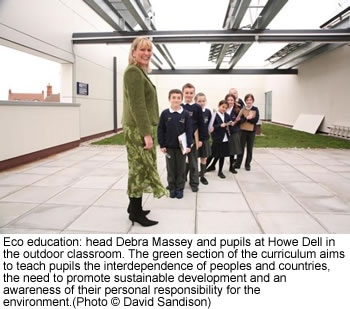 Eco education: head Debra Massey and pupils at Howe Dell in
the outdoor classroom. The green section of the curriculum aims
to teach pupils the interdependence of peoples and countries,
the need to promote sustainable development and an
awareness of their personal responsibility for the
environment.(Photo © David Sandison)